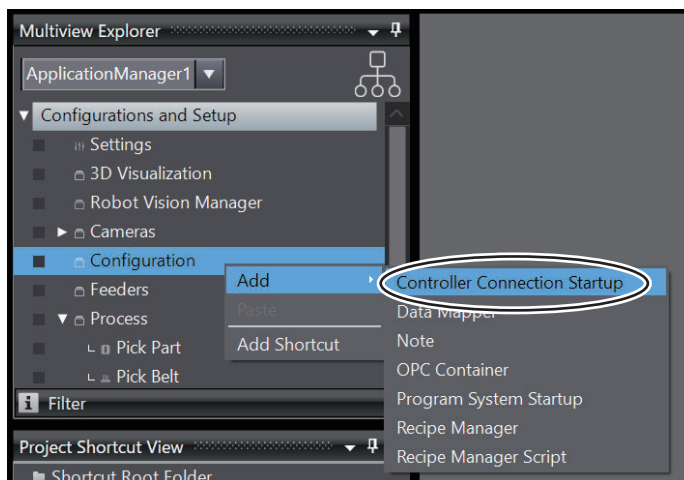 Multiview Explorer
ApplicationManager1
Configurations and Setup
Settings
3D Visualization
Robot Vision Manager
Cameras
Configuration
Feeders
Process
Pick Part
Pick Belt
Filter
Add
Paste
Add Shortcut
Controller Connection Startup
Data Mapper
Note
OPC Container
Program System Startup
Recipe Manager
Recipe Manager Script
Project Shortcut View
Shortcut Root Folder